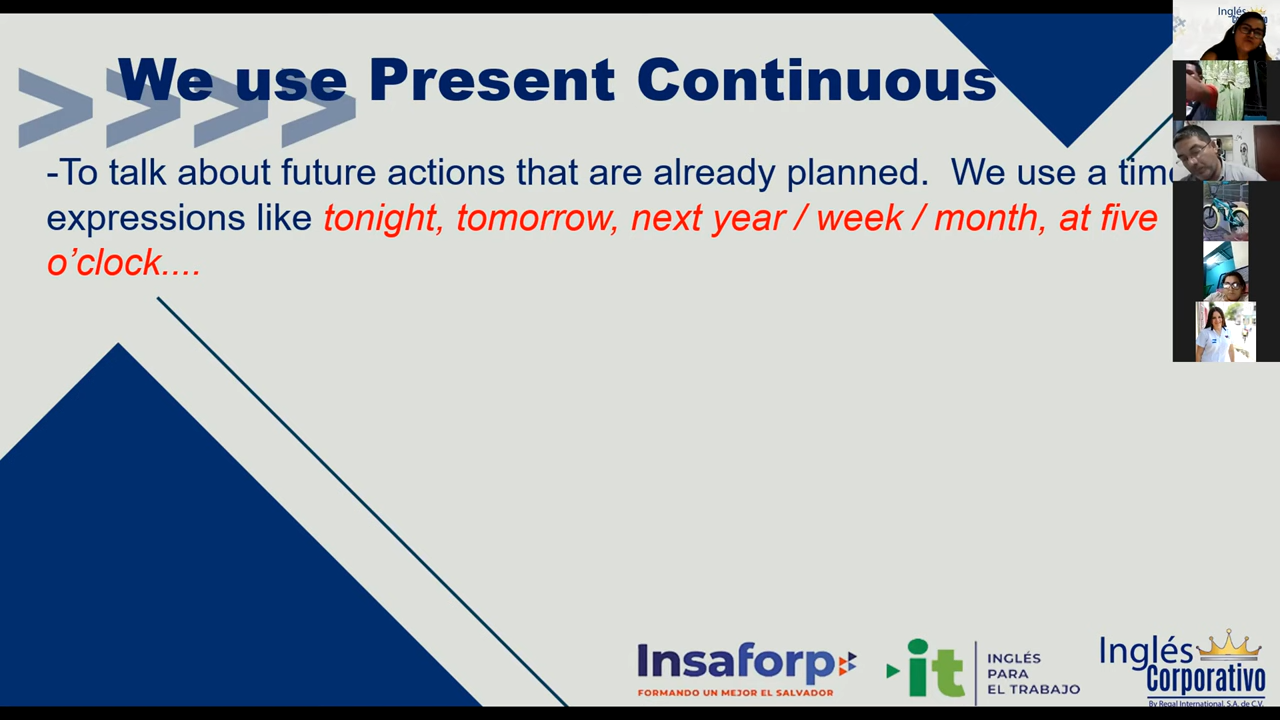 We use Present Continuous
-To talk about future actions that are already planned.  We use a time
expressions like tonight, tomorrow, next year / week / month, at five
o'clock....
Insaforp
FORMANDO UN MEJOR EL SALVADOR
it
INGLÉS
PARA
EL TRABAJO
Inglés
Corporativo
By Regal International, S.A. de C.V.
Inglés